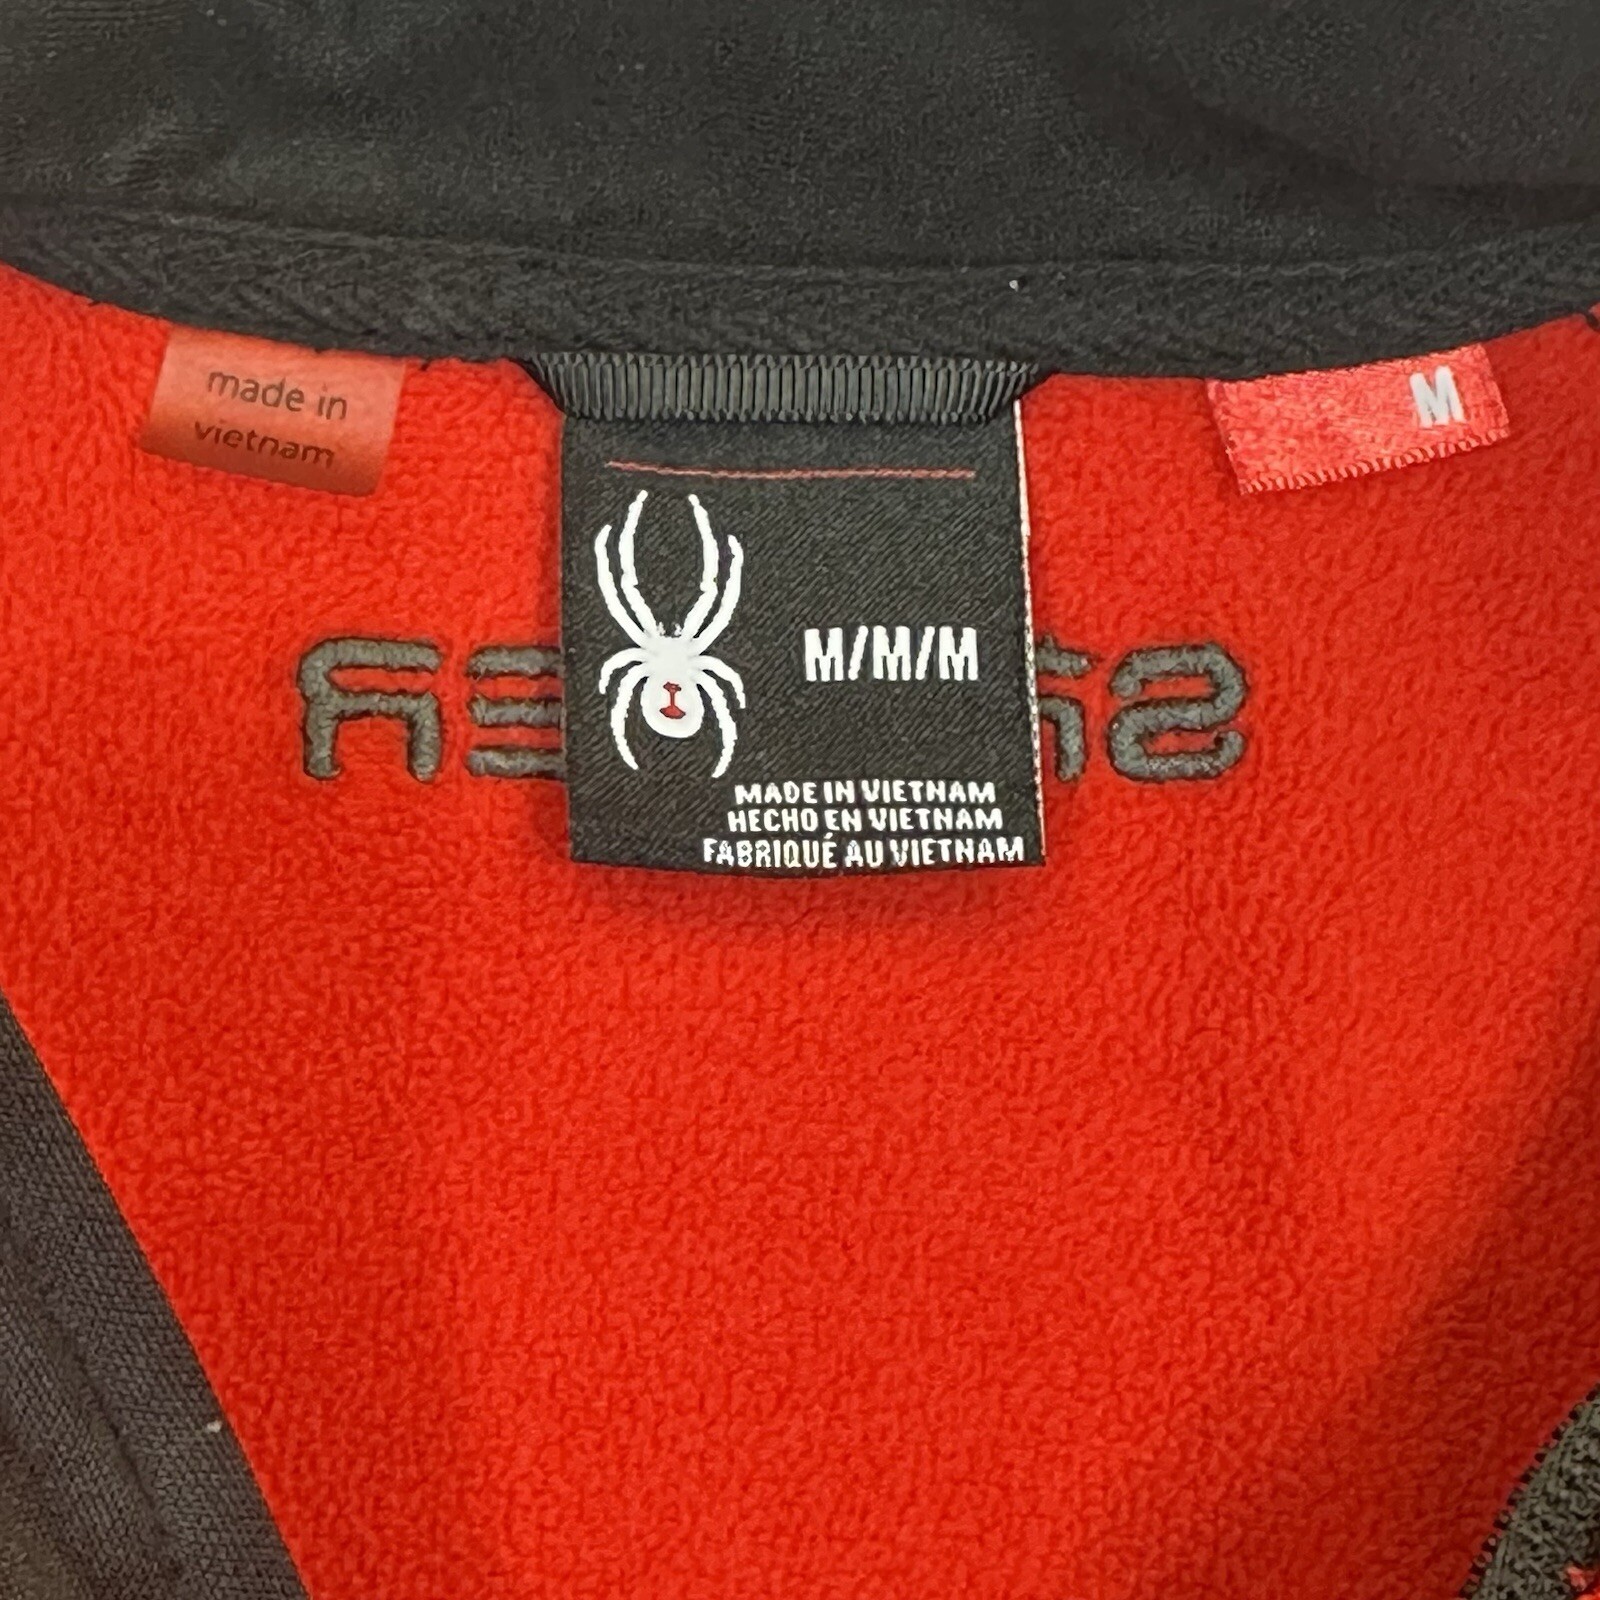 made in
vietnam
M
M/M/M
MADE IN VIETNAM
HECHO EN VIETNAM
FABRIQUÉ AU VIETNAM